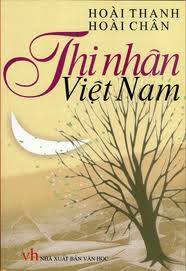 HOÀI THANH
HOÀI CHÂN
Thi nhân
Việt Nam
vh NHÀ XUẤT BẢN VĂN HỌC